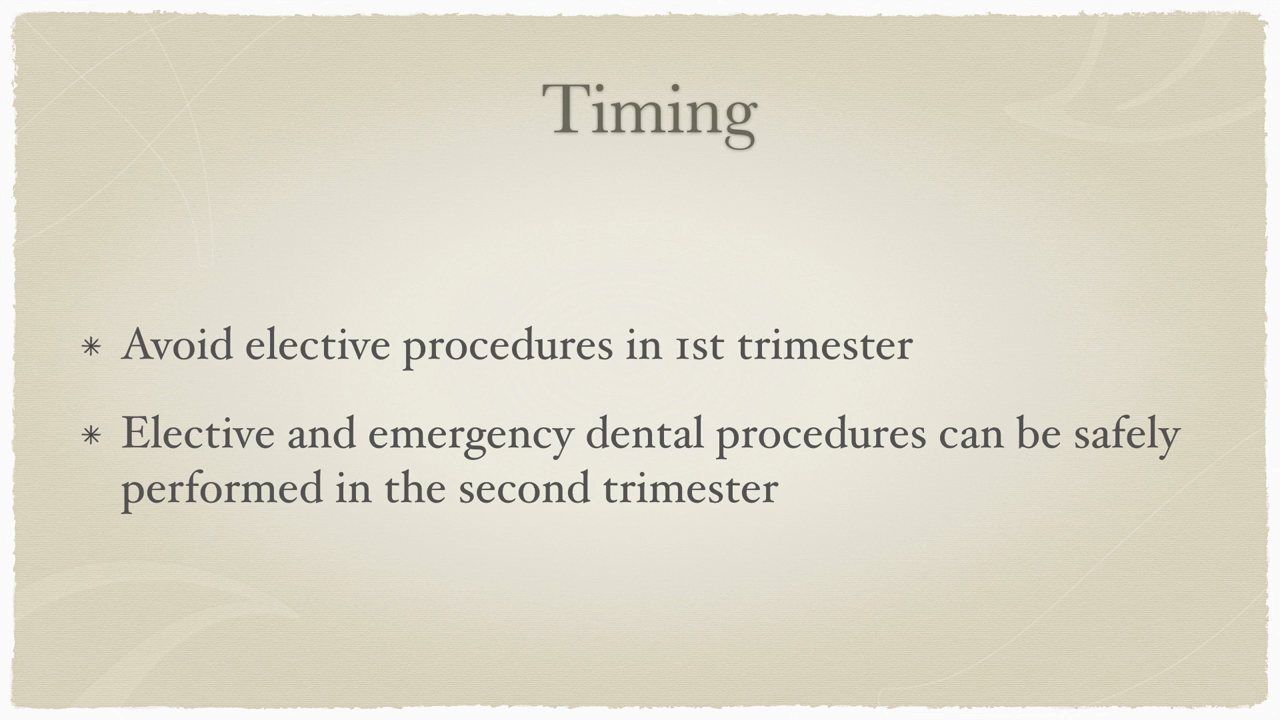 Timing
* Avoid elective procedures in 1st trimester
* Elective and emergency dental procedures can be safely
performed in the second trimester